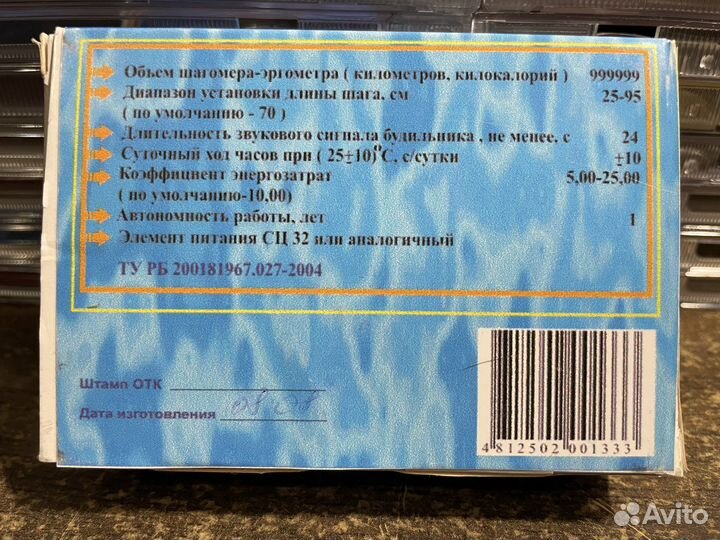 Объем шагомера-эргометра ( километров, килокалорий ) 999999
Диапазон установки длины шага, см 25-95
( по умолчанию - 70 )
Длительность звукового сигнала будильника , не менее, с 24
Суточный ход часов при ( 25±10)°С, с/сутки ±10
Коэффициент энергозатрат 5,00-25,00
( по умолчанию-10,00)
Автономность работы, лет 1
Элемент питания СЦ 32 или аналогичный
ТУ РБ 200181967.027-2004
Штамп ОТК
Дата изготовления 08 08
4 812502 001333
Avito